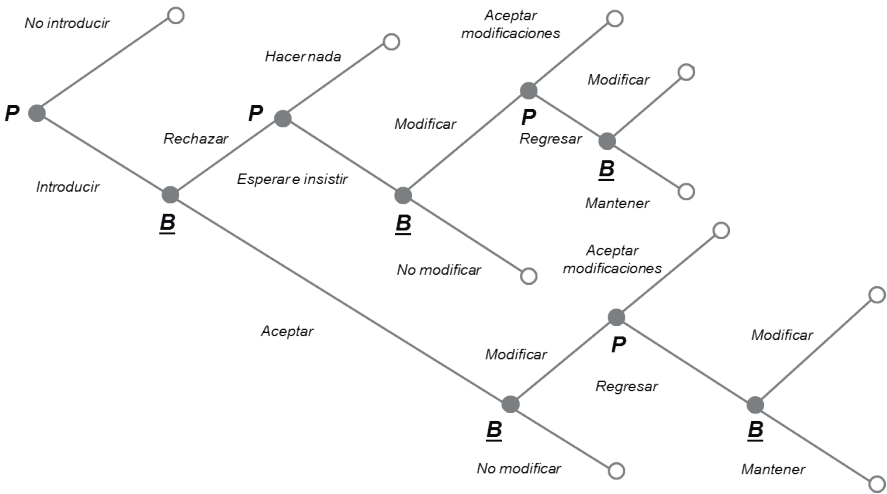 No introducir
P
Introducir
Rechazar
B
P
Hacer nada
Esperar e insistir
Modificar
B
No modificar
Aceptar
modificaciones
P
Regresar
Modificar
B
Mantener
Aceptar
Modificar
B
No modificar
Aceptar
modificaciones
P
Regresar
Modificar
B
Mantener